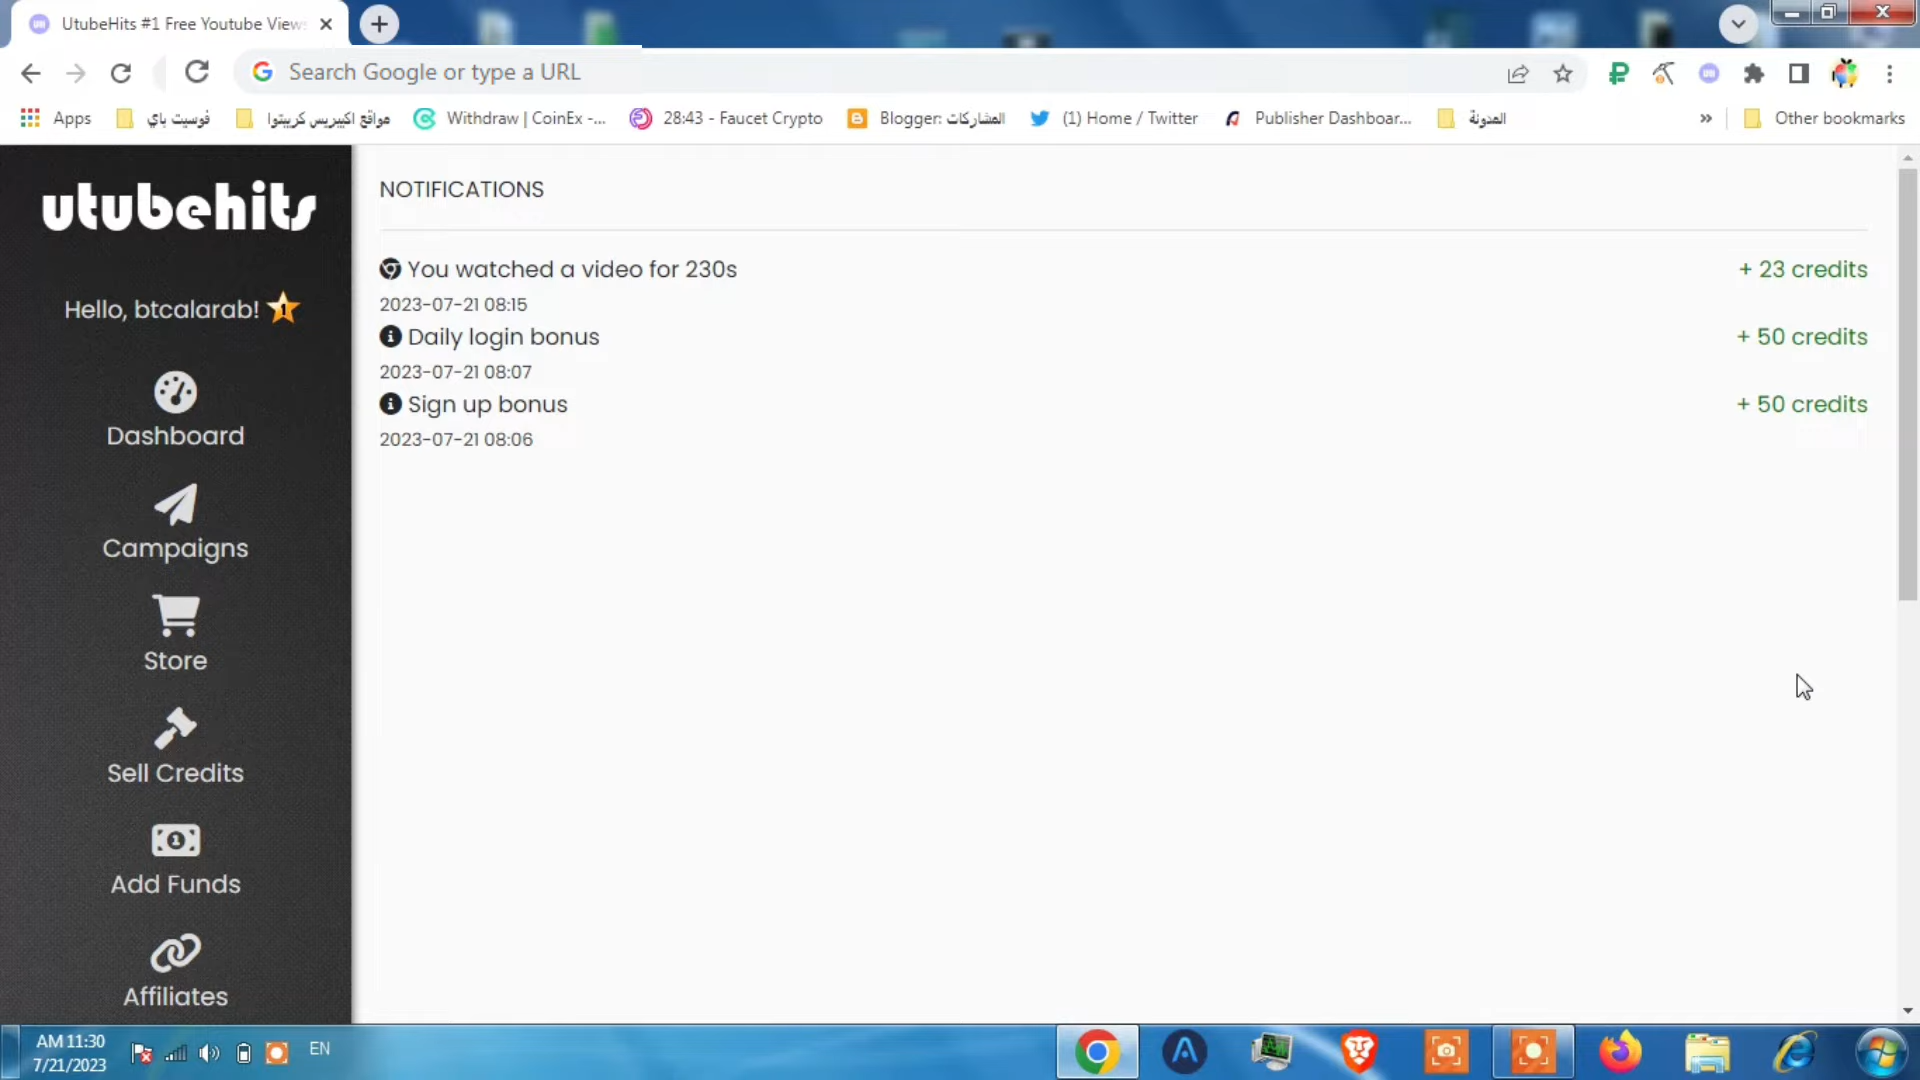 UtubeHits #1 Free Youtube Views
Search Google or type a URL
Apps
فوسيت باي
مواقع اكبيريس كريبتوا
Withdraw | CoinEx -...
28:43 - Faucet Crypto
Blogger: المشاركات
(1) Home / Twitter
Publisher Dashboar...
المدونة
»
Other bookmarks
utubehits
NOTIFICATIONS
Hello, btcalarab! 1
You watched a video for 230s + 23 credits
2023-07-21 08:15
Daily login bonus + 50 credits
2023-07-21 08:07
Sign up bonus + 50 credits
2023-07-21 08:06
Dashboard
Campaigns
Store
Sell Credits
Add Funds
Affiliates
AM 11:30
7/21/2023
EN